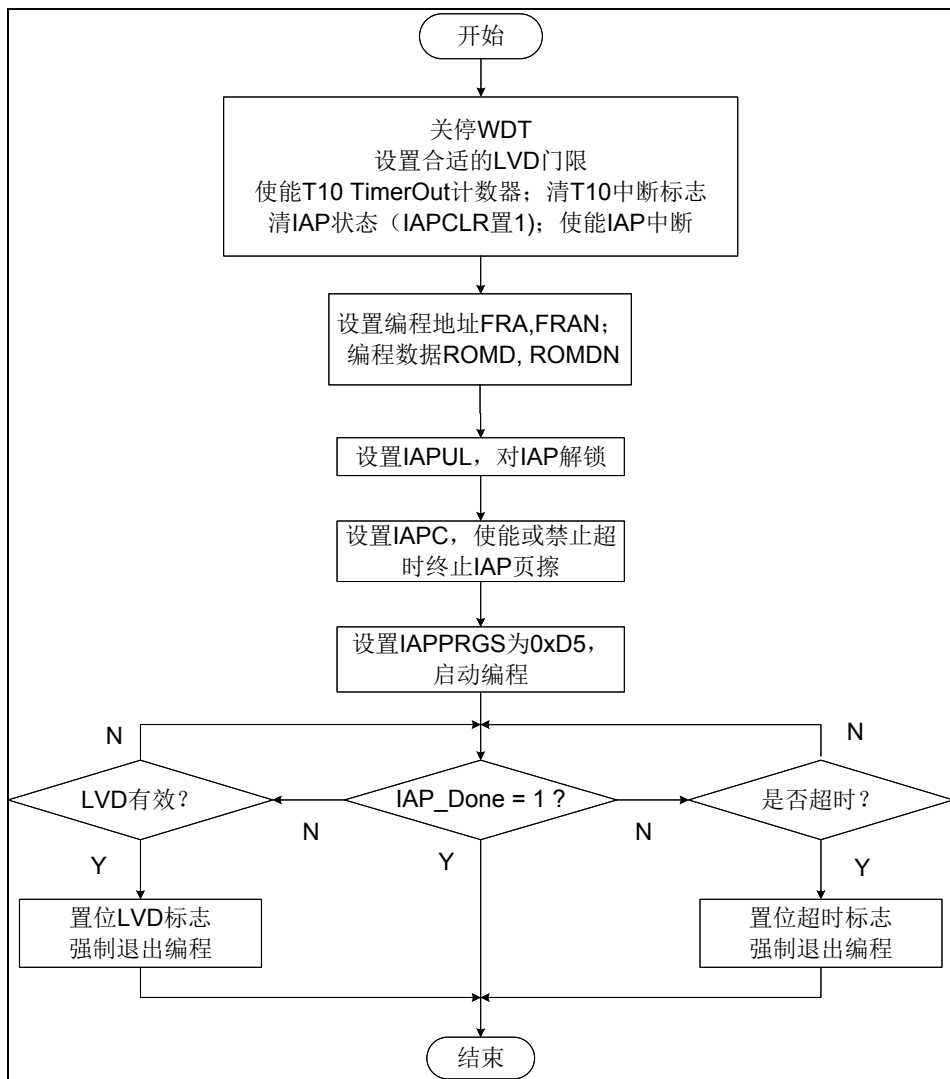 开始
关停WDT
设置合适的LVD门限
使能T10 TimerOut计数器；清T10中断标志
清IAP状态（IAPCLR置1)；使能IAP中断
设置编程地址FRA,FRAN；
编程数据ROMD, ROMDN
设置IAPUL，对IAP解锁
设置IAPC，使能或禁止超
时终止IAP页擦
设置IAPPRGS为0xD5，
启动编程
N
N
LVD有效？
IAP_Done = 1 ?
是否超时？
N
N
Y
Y
Y
置位LVD标志
强制退出编程
置位超时标志
强制退出编程
结束